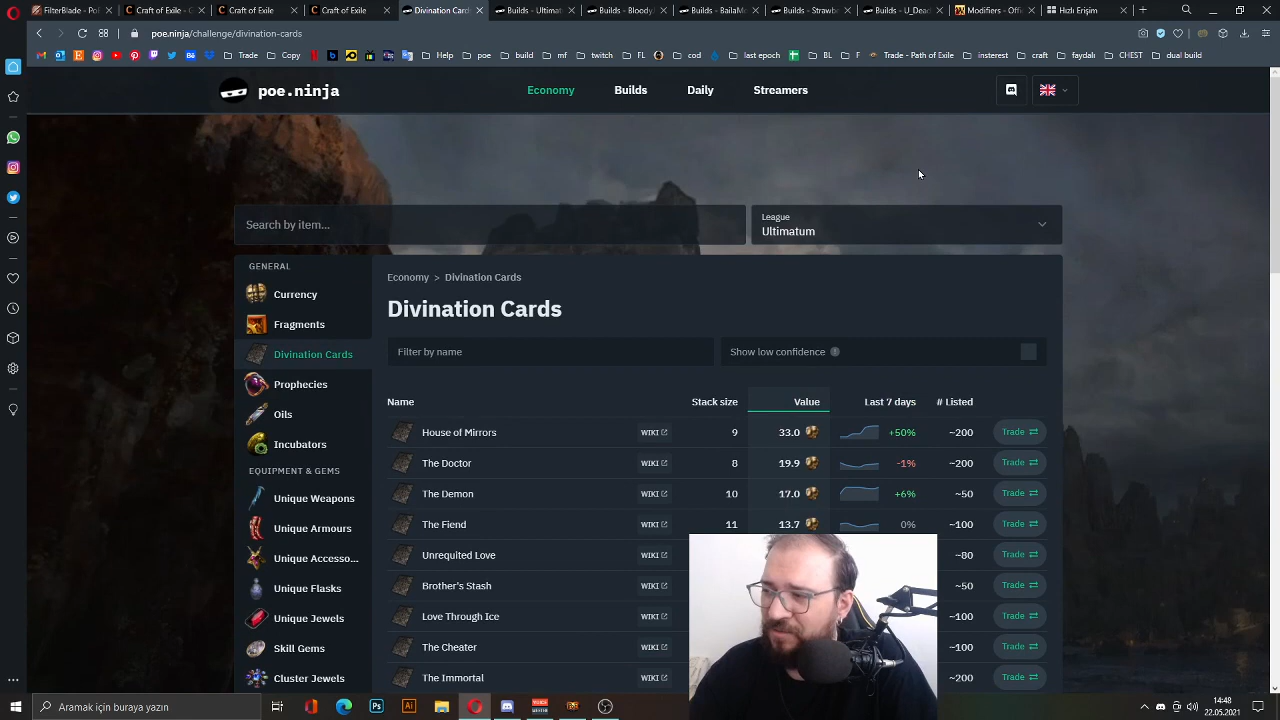 FilterBlade - Po
Craft of Exile -
Craft of Exile
Craft of Exile
Divination Card
Builds - Ultimat
Builds - Bloody
Builds - BalleM
Builds - Strawb
Builds - U_Dea
Modifiers - Offi
Hızlı Erişim
poe.ninja/challenge/divination-cards
Trade
Copy
Help
poe
build
mf
twitch
FL
cod
last epoch
BL
F
Trade - Path of Exile
insterest
craft
faydalı
CHEST
dual build
poe.ninja
Economy
Builds
Daily
Streamers
Search by item...
League
Ultimatum
GENERAL
Currency
Fragments
Divination Cards
Prophecies
Oils
Incubators
EQUIPMENT & GEMS
Unique Weapons
Unique Armours
Unique Accesso...
Unique Flasks
Unique Jewels
Skill Gems
Cluster Jewels
Economy > Divination Cards
Divination Cards
Filter by name
Show low confidence
Name Stack size Value Last 7 days # Listed
House of Mirrors WIKI 9 33.0 +50% ~200 Trade
The Doctor WIKI 8 19.9 -1% ~200 Trade
The Demon WIKI 10 17.0 +6% ~50 Trade
The Fiend WIKI 11 13.7 0% ~100 Trade
Unrequited Love WIKI ~80 Trade
Brother's Stash WIKI ~50 Trade
Love Through Ice WIKI ~100 Trade
The Cheater WIKI ~100 Trade
The Immortal WIKI ~200 Trade
Aramak için buraya yazın
14:48
22.05.2021